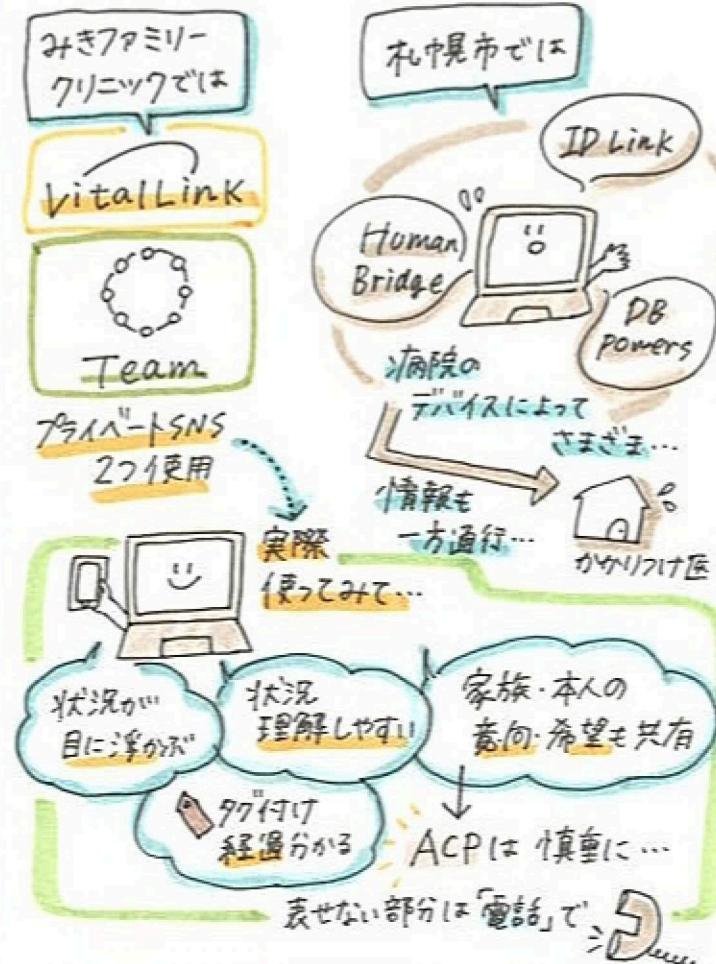 みきファミリー
クリニックでは
VitalLink
Team
プライベートSNS
2つ使用
札幌市では
ID Link
Human
Bridge
DB
powers
病院の
デバイスによって
さまざま…
情報も
一方通行…
かかりつけ医
実際
使ってみて…
状況が
目に浮かぶ
状況
理解しやすい
家族・本人の
意向・希望も共有
タグ付け
経過分かる
ACPは慎重に…
表せない部分は「電話」で